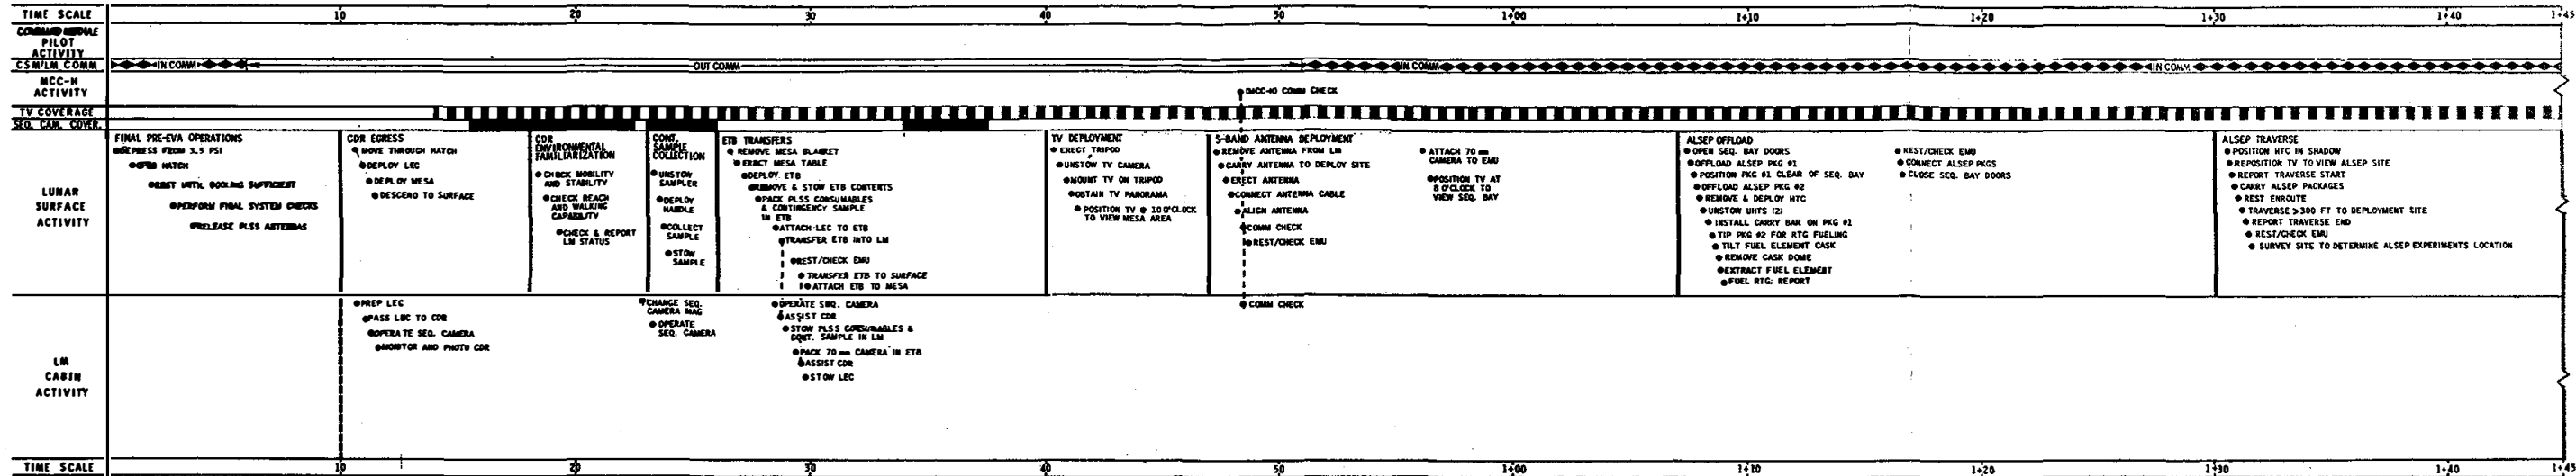 TIME SCALE 10 20 30 40 50 1+00 1+10 1+20 1+30 1+40 1+45
COMMAND MODULE
PILOT
ACTIVITY
CSM/LM COMM IN COMM OUT COMM IN COMM IN COMM
MCC-H
ACTIVITY
MCC-H COMM CHECK
TV COVERAGE
SEQ. CAM. COVER.
LUNAR
SURFACE
ACTIVITY
FINAL PRE-EVA OPERATIONS
DEPRESS FROM 3.5 PSI
OPEN HATCH
REST UNTIL COOLING SUFFICIENT
PERFORM FINAL SYSTEM CHECKS
RELEASE PLSS ANTENNAS
CDR EGRESS
MOVE THROUGH HATCH
DEPLOY LEC
DEPLOY MESA
DESCEND TO SURFACE
CDR
ENVIRONMENTAL
FAMILIARIZATION
CHECK MOBILITY
AND STABILITY
CHECK REACH
AND WALKING
CAPABILITY
CHECK & REPORT
LM STATUS
CONT.
SAMPLE
COLLECTION
UNSTOW
SAMPLER
DEPLOY
HANDLE
COLLECT
SAMPLE
STOW
SAMPLE
ETB TRANSFERS
REMOVE MESA BLANKET
ERECT MESA TABLE
DEPLOY ETB
REMOVE & STOW ETB CONTENTS
PACK PLSS CONSUMABLES
& CONTINGENCY SAMPLE
IN ETB
ATTACH LEC TO ETB
TRANSFER ETB INTO LM
REST/CHECK EMU
TRANSFER ETB TO SURFACE
ATTACH ETB TO MESA
TV DEPLOYMENT
ERECT TRIPOD
UNSTOW TV CAMERA
MOUNT TV ON TRIPOD
OBTAIN TV PANORAMA
POSITION TV @ 10 O'CLOCK
TO VIEW MESA AREA
S-BAND ANTENNA DEPLOYMENT
REMOVE ANTENNA FROM LM
CARRY ANTENNA TO DEPLOY SITE
ERECT ANTENNA
CONNECT ANTENNA CABLE
ALIGN ANTENNA
COMM CHECK
REST/CHECK EMU
ATTACH 70 mm
CAMERA TO EMU
POSITION TV AT
8 O'CLOCK TO
VIEW SEQ. BAY
ALSEP OFFLOAD
OPEN SEQ. BAY DOORS
OFFLOAD ALSEP PKG #1
POSITION PKG #1 CLEAR OF SEQ. BAY
OFFLOAD ALSEP PKG #2
REMOVE & DEPLOY HTC
UNSTOW UHTS (2)
INSTALL CARRY BAR ON PKG #1
TIP PKG #2 FOR RTG FUELING
TILT FUEL ELEMENT CASK
REMOVE CASK DOME
EXTRACT FUEL ELEMENT
FUEL RTG; REPORT
REST/CHECK EMU
CONNECT ALSEP PKGS
CLOSE SEQ. BAY DOORS
ALSEP TRAVERSE
POSITION HTC IN SHADOW
REPOSITION TV TO VIEW ALSEP SITE
REPORT TRAVERSE START
CARRY ALSEP PACKAGES
REST ENROUTE
TRAVERSE >300 FT TO DEPLOYMENT SITE
REPORT TRAVERSE END
REST/CHECK EMU
SURVEY SITE TO DETERMINE ALSEP EXPERIMENTS LOCATION
LM
CABIN
ACTIVITY
PREP LEC
PASS LEC TO CDR
OPERATE SEQ. CAMERA
MONITOR AND PHOTO CDR
CHANGE SEQ.
CAMERA MAG
OPERATE
SEQ. CAMERA
OPERATE SEQ. CAMERA
ASSIST CDR
STOW PLSS CONSUMABLES &
CONT. SAMPLE IN LM
PACK 70 mm CAMERA IN ETB
ASSIST CDR
STOW LEC
COMM CHECK
TIME SCALE 10 20 30 40 50 1+00 1+10 1+20 1+30 1+40 1+45